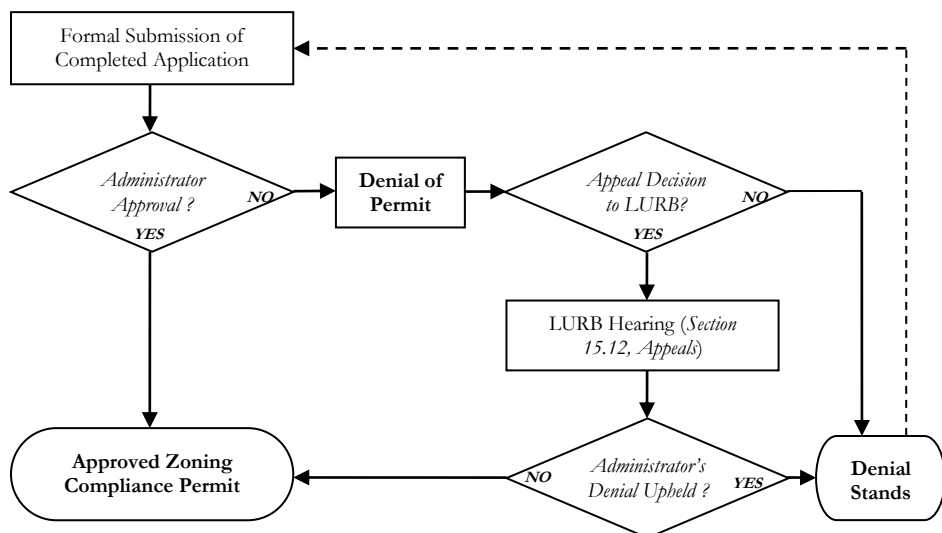 Formal Submission of
Completed Application
Administrator
Approval ?
NO
YES
Denial of
Permit
Appeal Decision
to LURB?
NO
YES
LURB Hearing (Section
15.12, Appeals)
Approved Zoning
Compliance Permit
NO
Administrator’s
Denial Upheld ?
YES
Denial
Stands